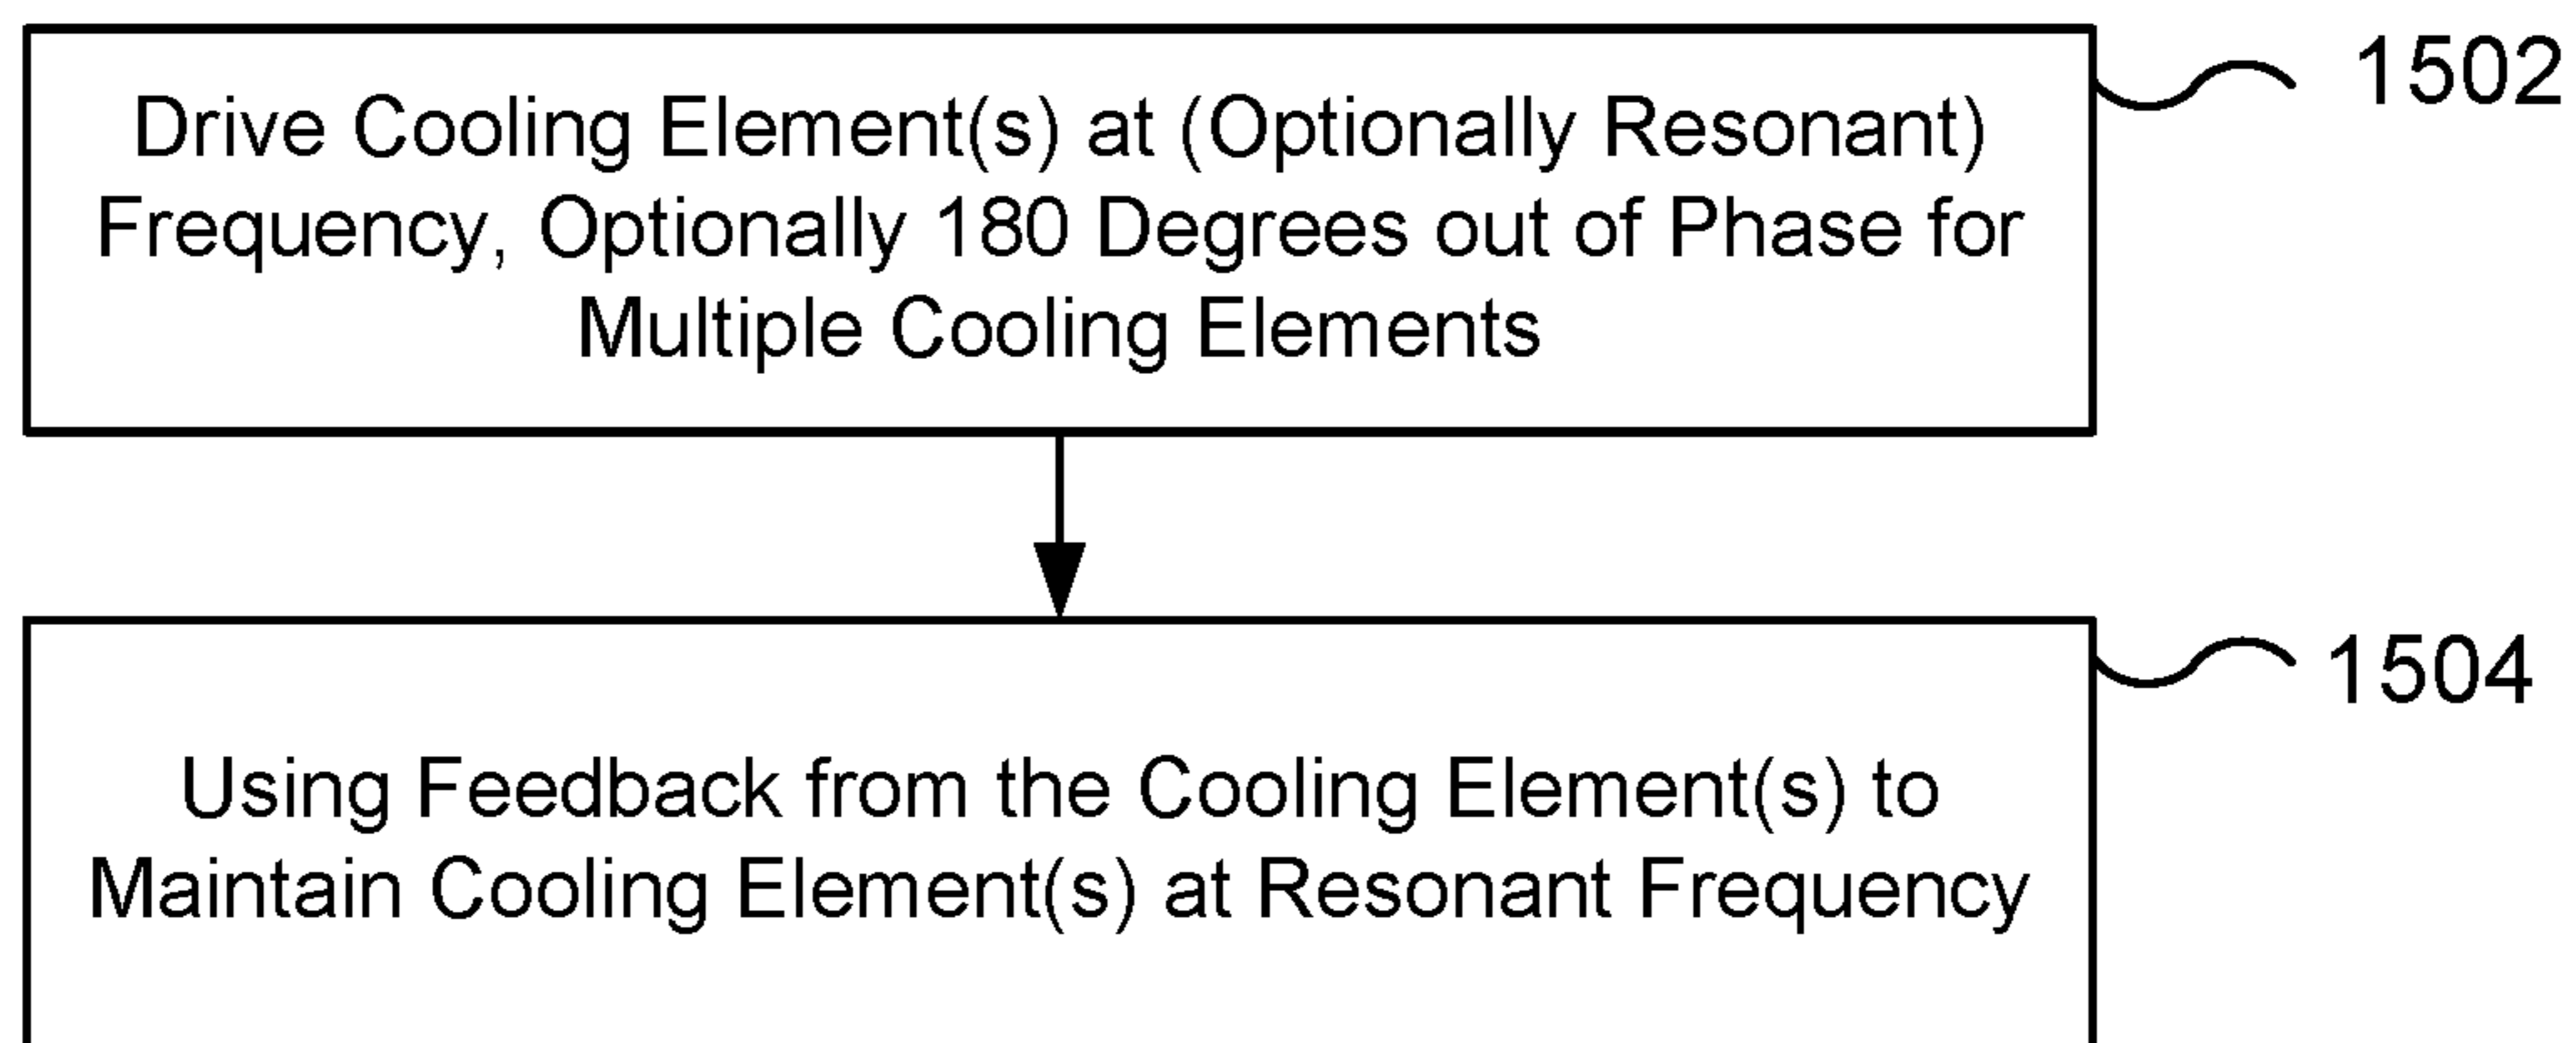 Drive Cooling Element(s) at (Optionally Resonant)
Frequency, Optionally 180 Degrees out of Phase for
Multiple Cooling Elements
1502
Using Feedback from the Cooling Element(s) to
Maintain Cooling Element(s) at Resonant Frequency
1504